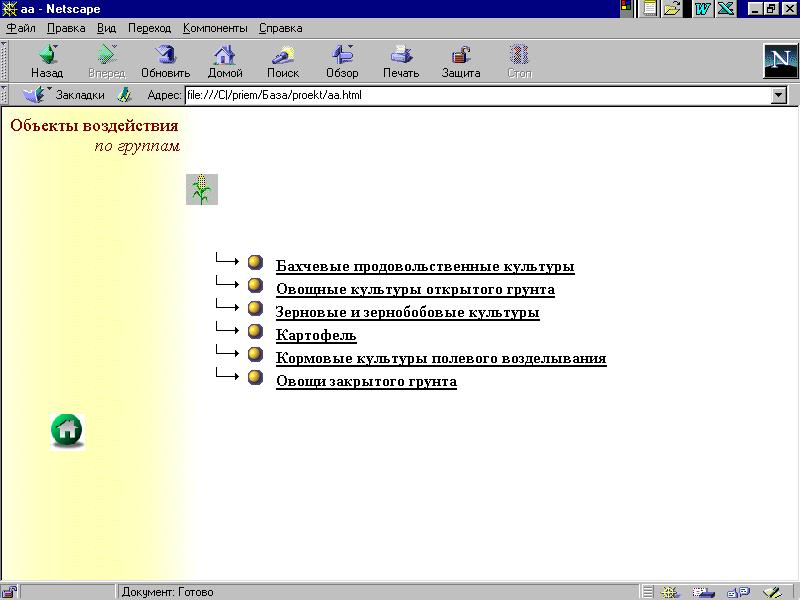 aa - Netscape
Файл Правка Вид Переход Компоненты Справка
Назад Вперед Обновить Домой Поиск Обзор Печать Защита Стоп
N
Закладки Адрес: file:///C|/priem/База/proekt/aa.html
Объекты воздействия
по группам
Бахчевые продовольственные культуры
Овощные культуры открытого грунта
Зерновые и зернобобовые культуры
Картофель
Кормовые культуры полевого возделывания
Овощи закрытого грунта
Документ: Готово